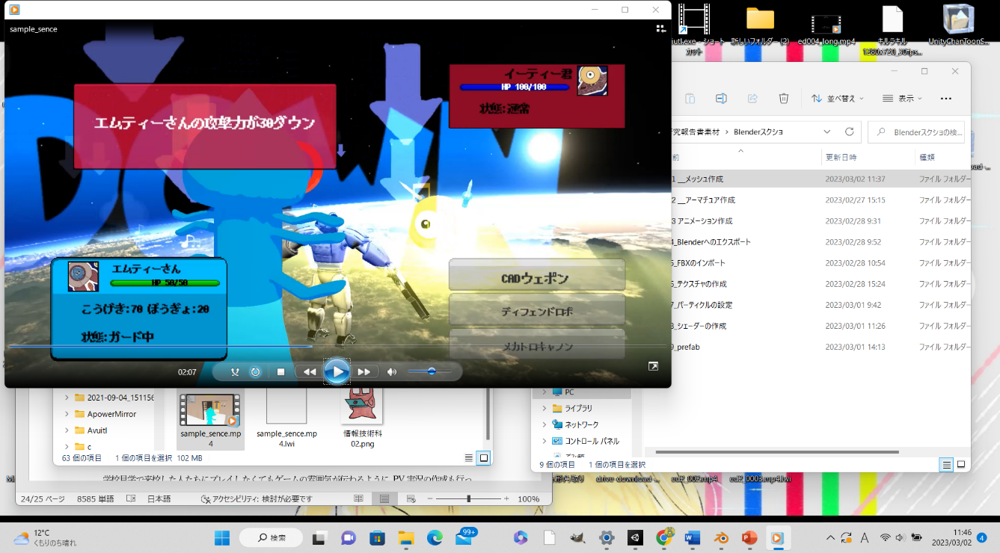 sample_sence
DOWN
エムティーさんの攻撃力が30ダウン
イーティー君
HP 100/100
状態:通常
エムティーさん
HP 50/50
こうげき:70 ぼうぎょ:20
状態:ガード中
CADウェポン
ディフェンドロボ
メカトロキャノン
02:07
新しいフォルダー (2)
ed004_long.mp4
キルラキル
1280x720_30fps...
UnityChanToonS...
カット
並べ替え
表示
究報告書素材 › Blenderスクショ
Blenderスクショの検...
前
更新日時
種類
1 __メッシュ作成
2023/03/02 11:37
ファイル フォルダー
2 __アーマチュア作成
2023/02/27 15:15
ファイル フォルダー
3 アニメーション作成
2023/02/28 9:31
ファイル フォルダー
4_Blenderへのエクスポート
2023/02/28 9:52
ファイル フォルダー
5_FBXのインポート
2023/02/28 10:54
ファイル フォルダー
6_テクスチャの作成
2023/02/28 15:24
ファイル フォルダー
7_パーティクルの設定
2023/03/01 9:42
ファイル フォルダー
8_シェーダーの作成
2023/03/01 11:26
ファイル フォルダー
9_prefab
2023/03/01 14:13
ファイル フォルダー
PC
ライブラリ
ネットワーク
コントロール パネル
9 個の項目
1 個の項目を選択
2021-09-04_151156
ApowerMirror
Avuitl
c
sample_sence.mp
4
sample_sence.mp
4.lwi
情報技術科
02.png
63 個の項目
1 個の項目を選択
102 MB
学校見学で来校した人たちにプレイしなくてもゲームの雰囲気が伝わるように PV 実況の作成も行っ
drive-download-...
ed2_002.mp4
ed2_0003.mp4.lwi
24/25 ページ
8585 単語
日本語
アクセシビリティ: 検討が必要です
100%
12°C
くもりのち晴れ
検索
99+
A
11:46
2023/03/02
4